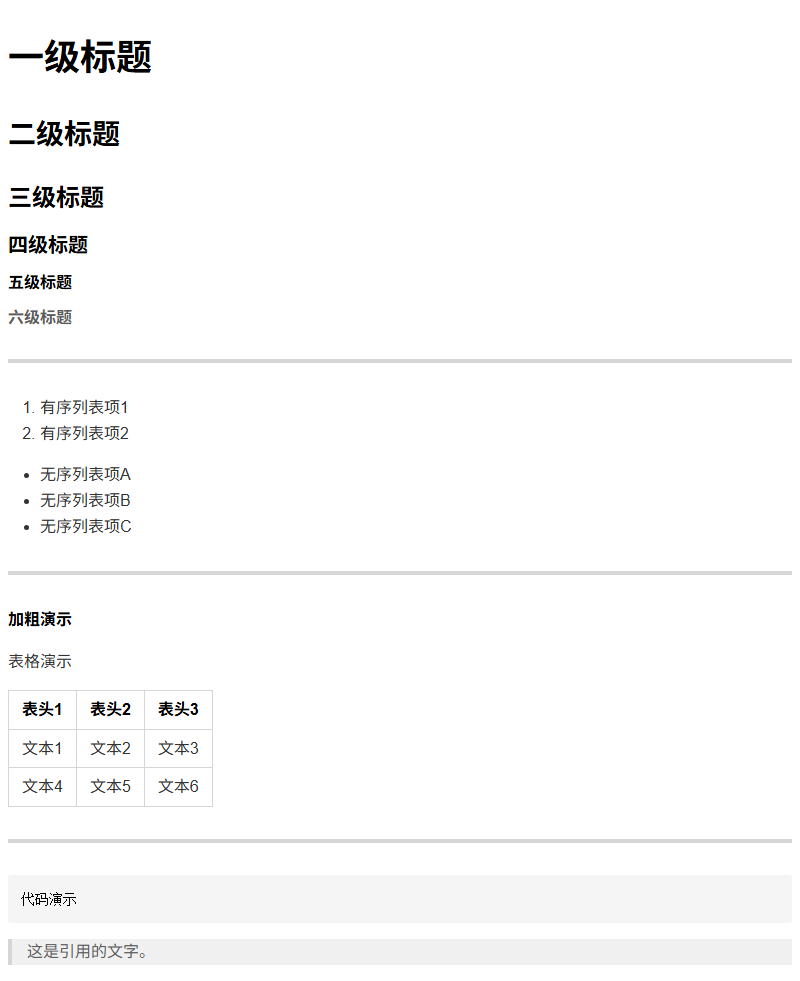 一级标题
二级标题
三级标题
四级标题
五级标题
六级标题
1. 有序列表项1
2. 有序列表项2
• 无序列表项A
• 无序列表项B
• 无序列表项C
加粗演示
表格演示
表头1 表头2 表头3
文本1 文本2 文本3
文本4 文本5 文本6
代码演示
这是引用的文字。